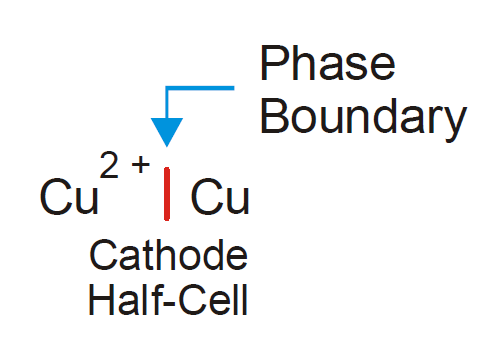 Phase
Boundary
Cu2 + | Cu
Cathode
Half-Cell